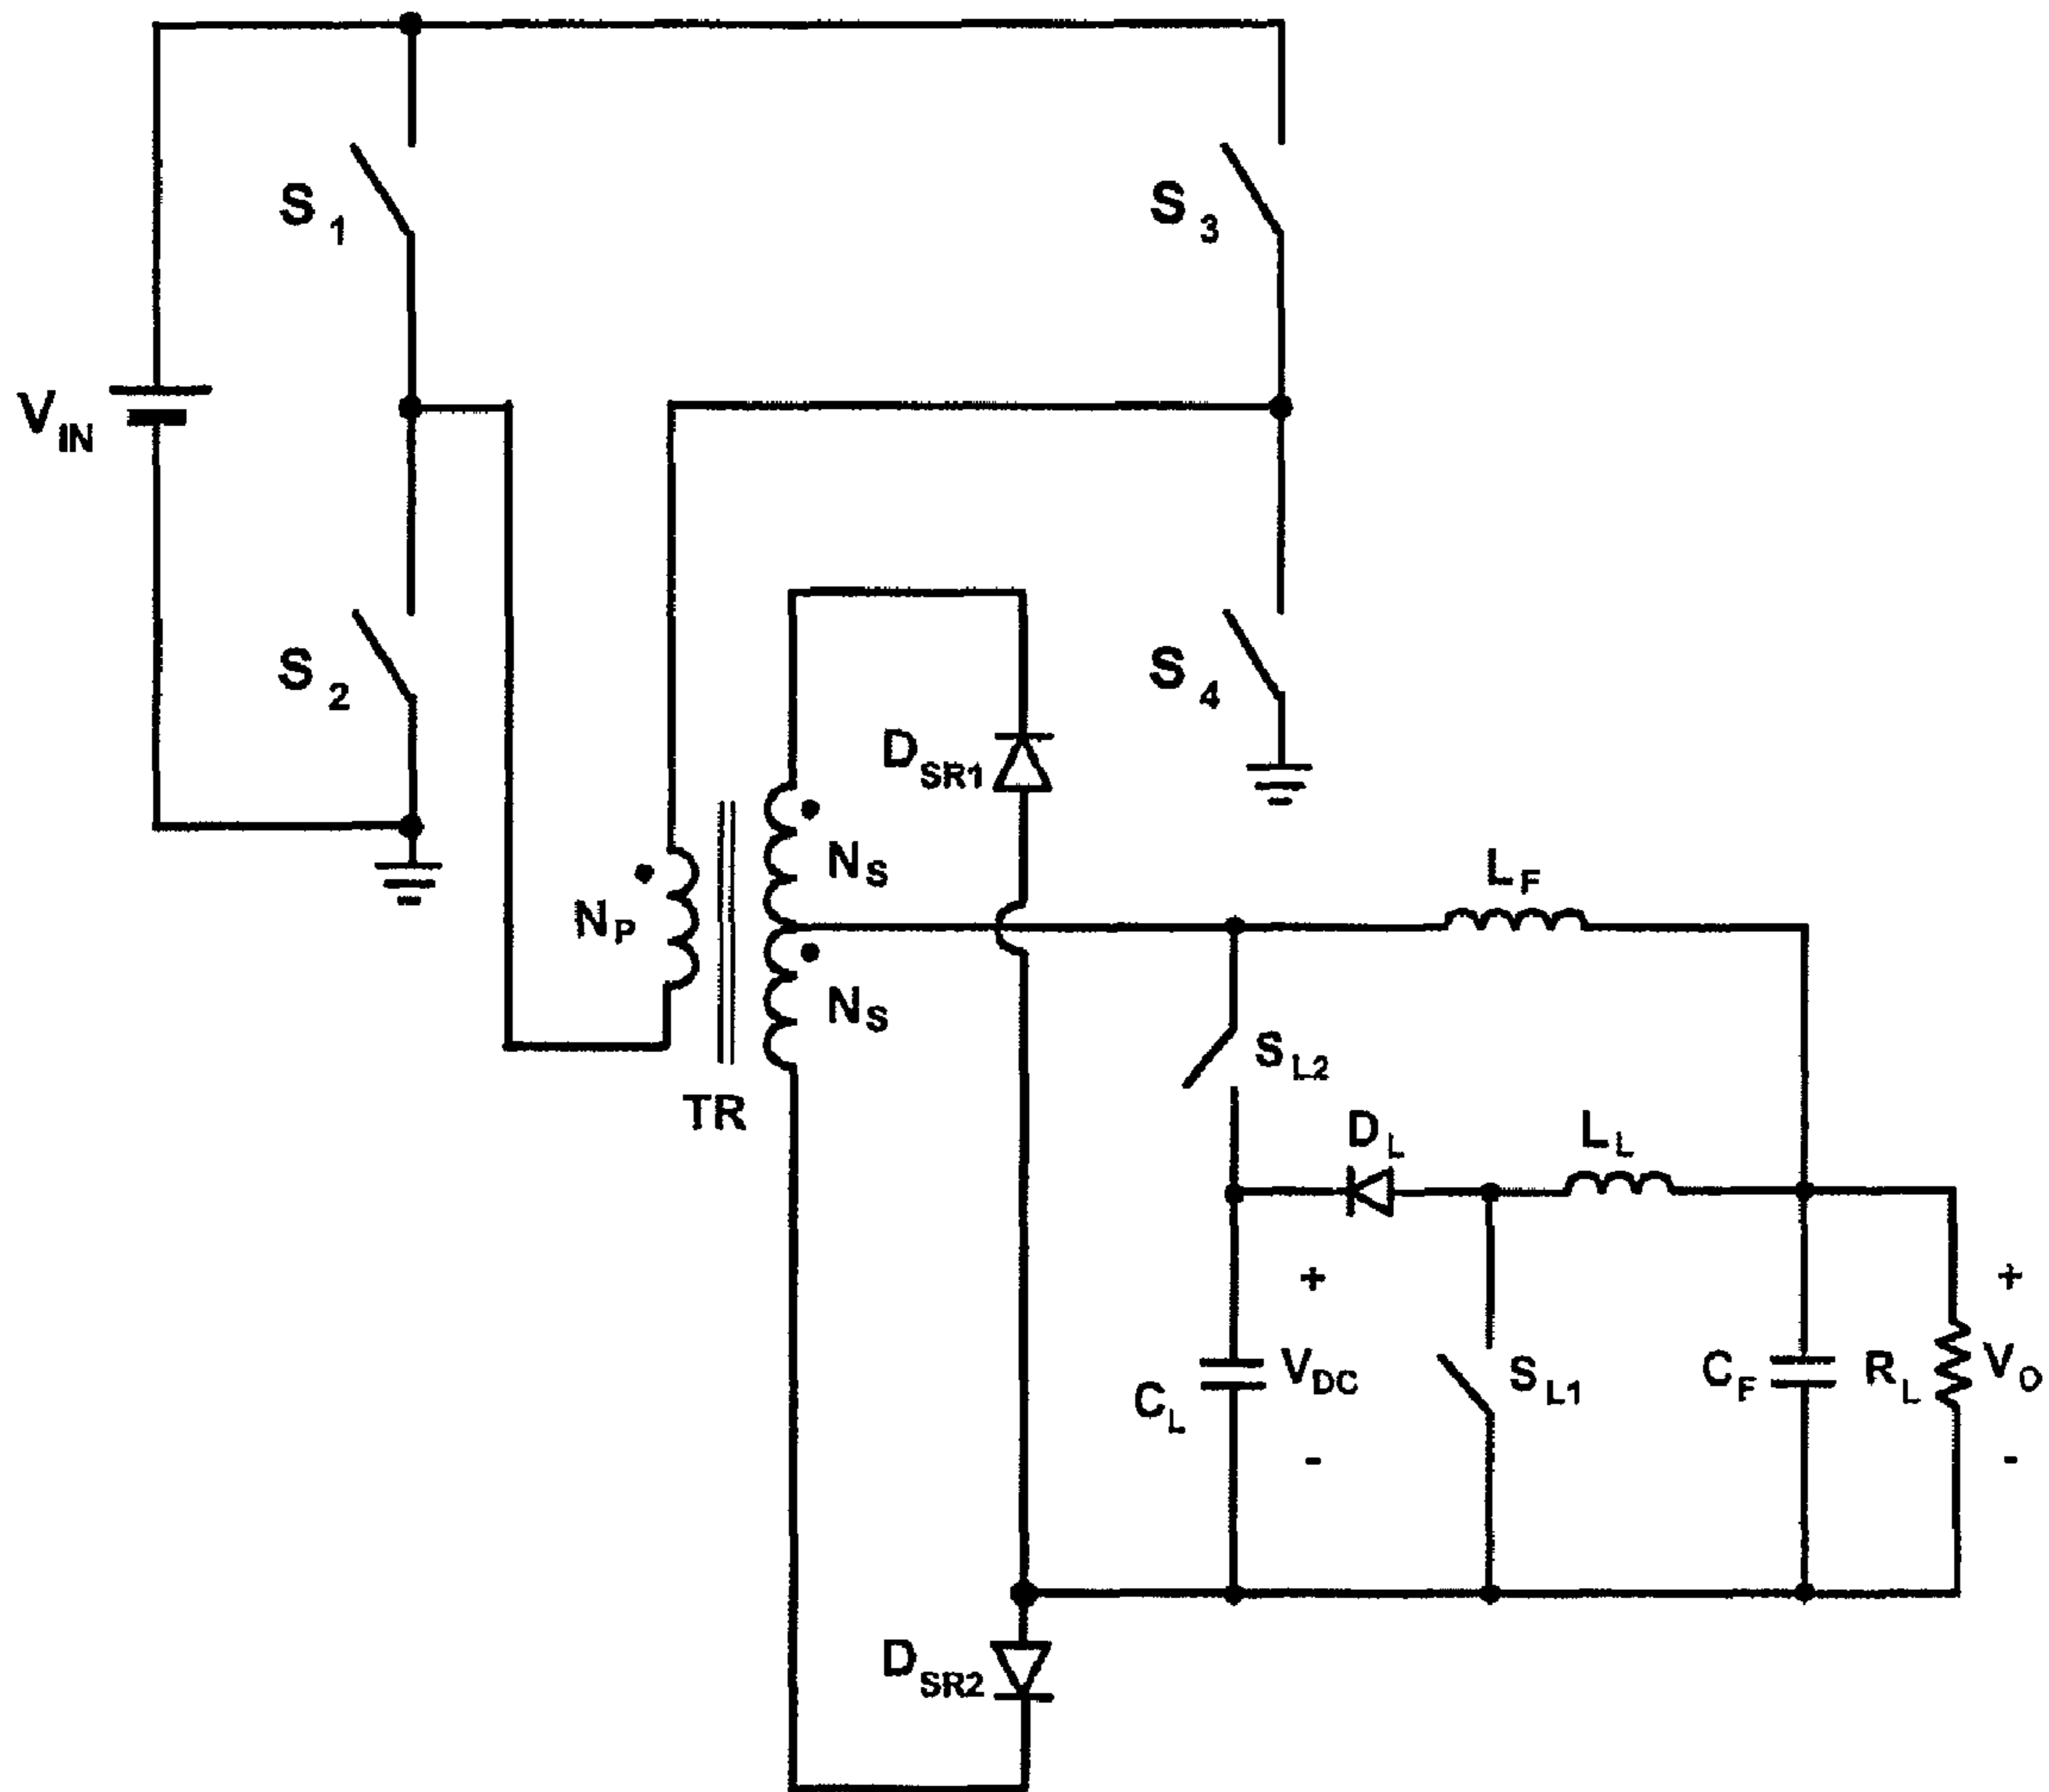 S1
S3
VIN
S2
S4
DSR1
NS
LF
NP
NS
SL2
TR
DL
LL
+
+
VDC
SL1
CF
RL
VO
CL
-
-
DSR2